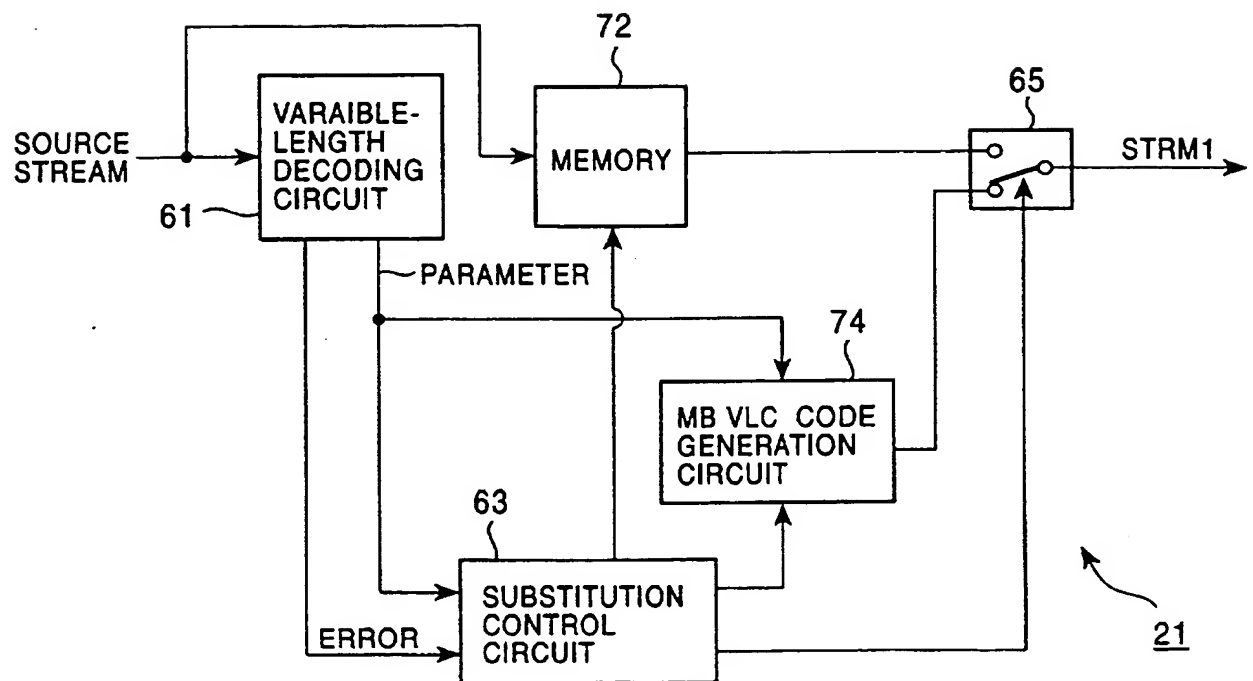 72
65
VARAIBLE-
LENGTH
DECODING
CIRCUIT
SOURCE
STREAM
61
MEMORY
STRM1
PARAMETER
74
MB VLC CODE
GENERATION
CIRCUIT
63
SUBSTITUTION
CONTROL
CIRCUIT
ERROR
21